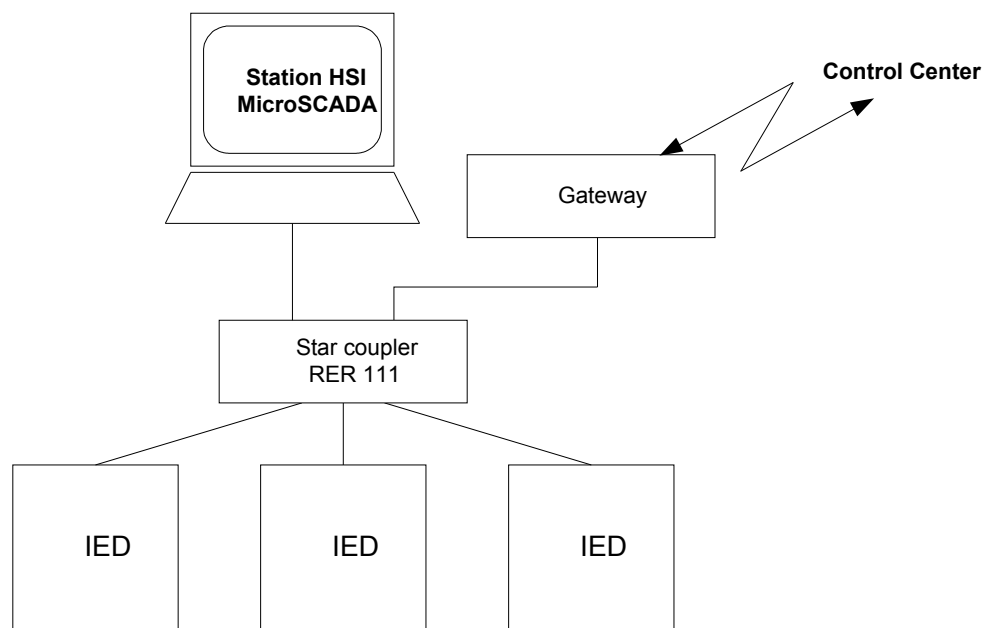 Station HSI
MicroSCADA
Control Center
Gateway
Star coupler
RER 111
IED
IED
IED